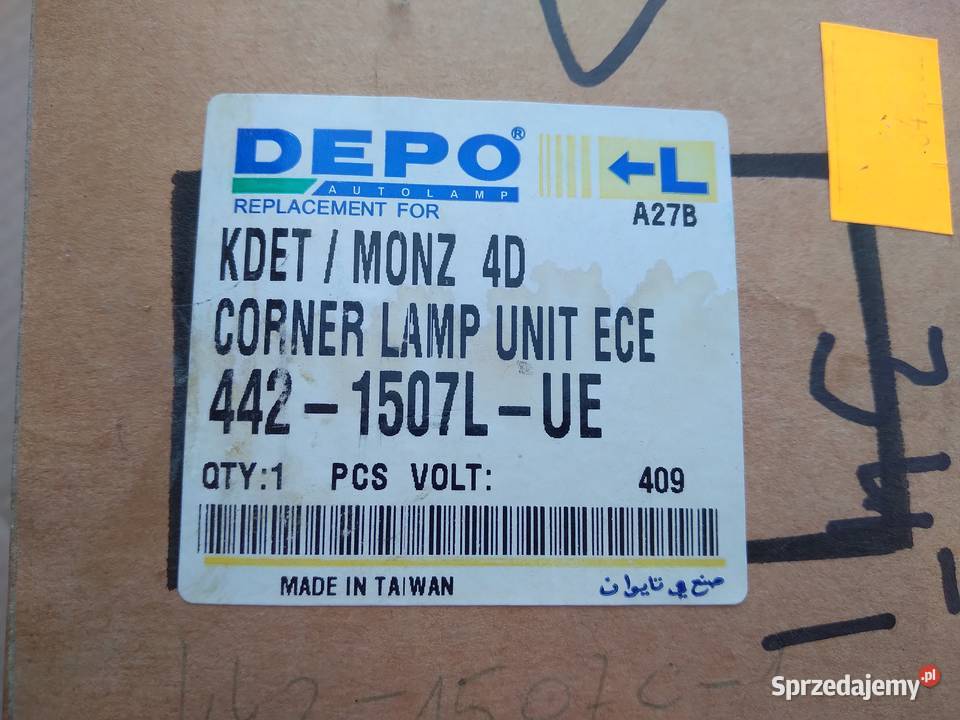 DEPO®
AUTOLAMP
←L
REPLACEMENT FOR
A27B
KDET / MONZ 4D
CORNER LAMP UNIT ECE
442-1507L-UE
QTY:1 PCS VOLT: 409
MADE IN TAIWAN
صنع في تايوان
Sprzedajemy.pl